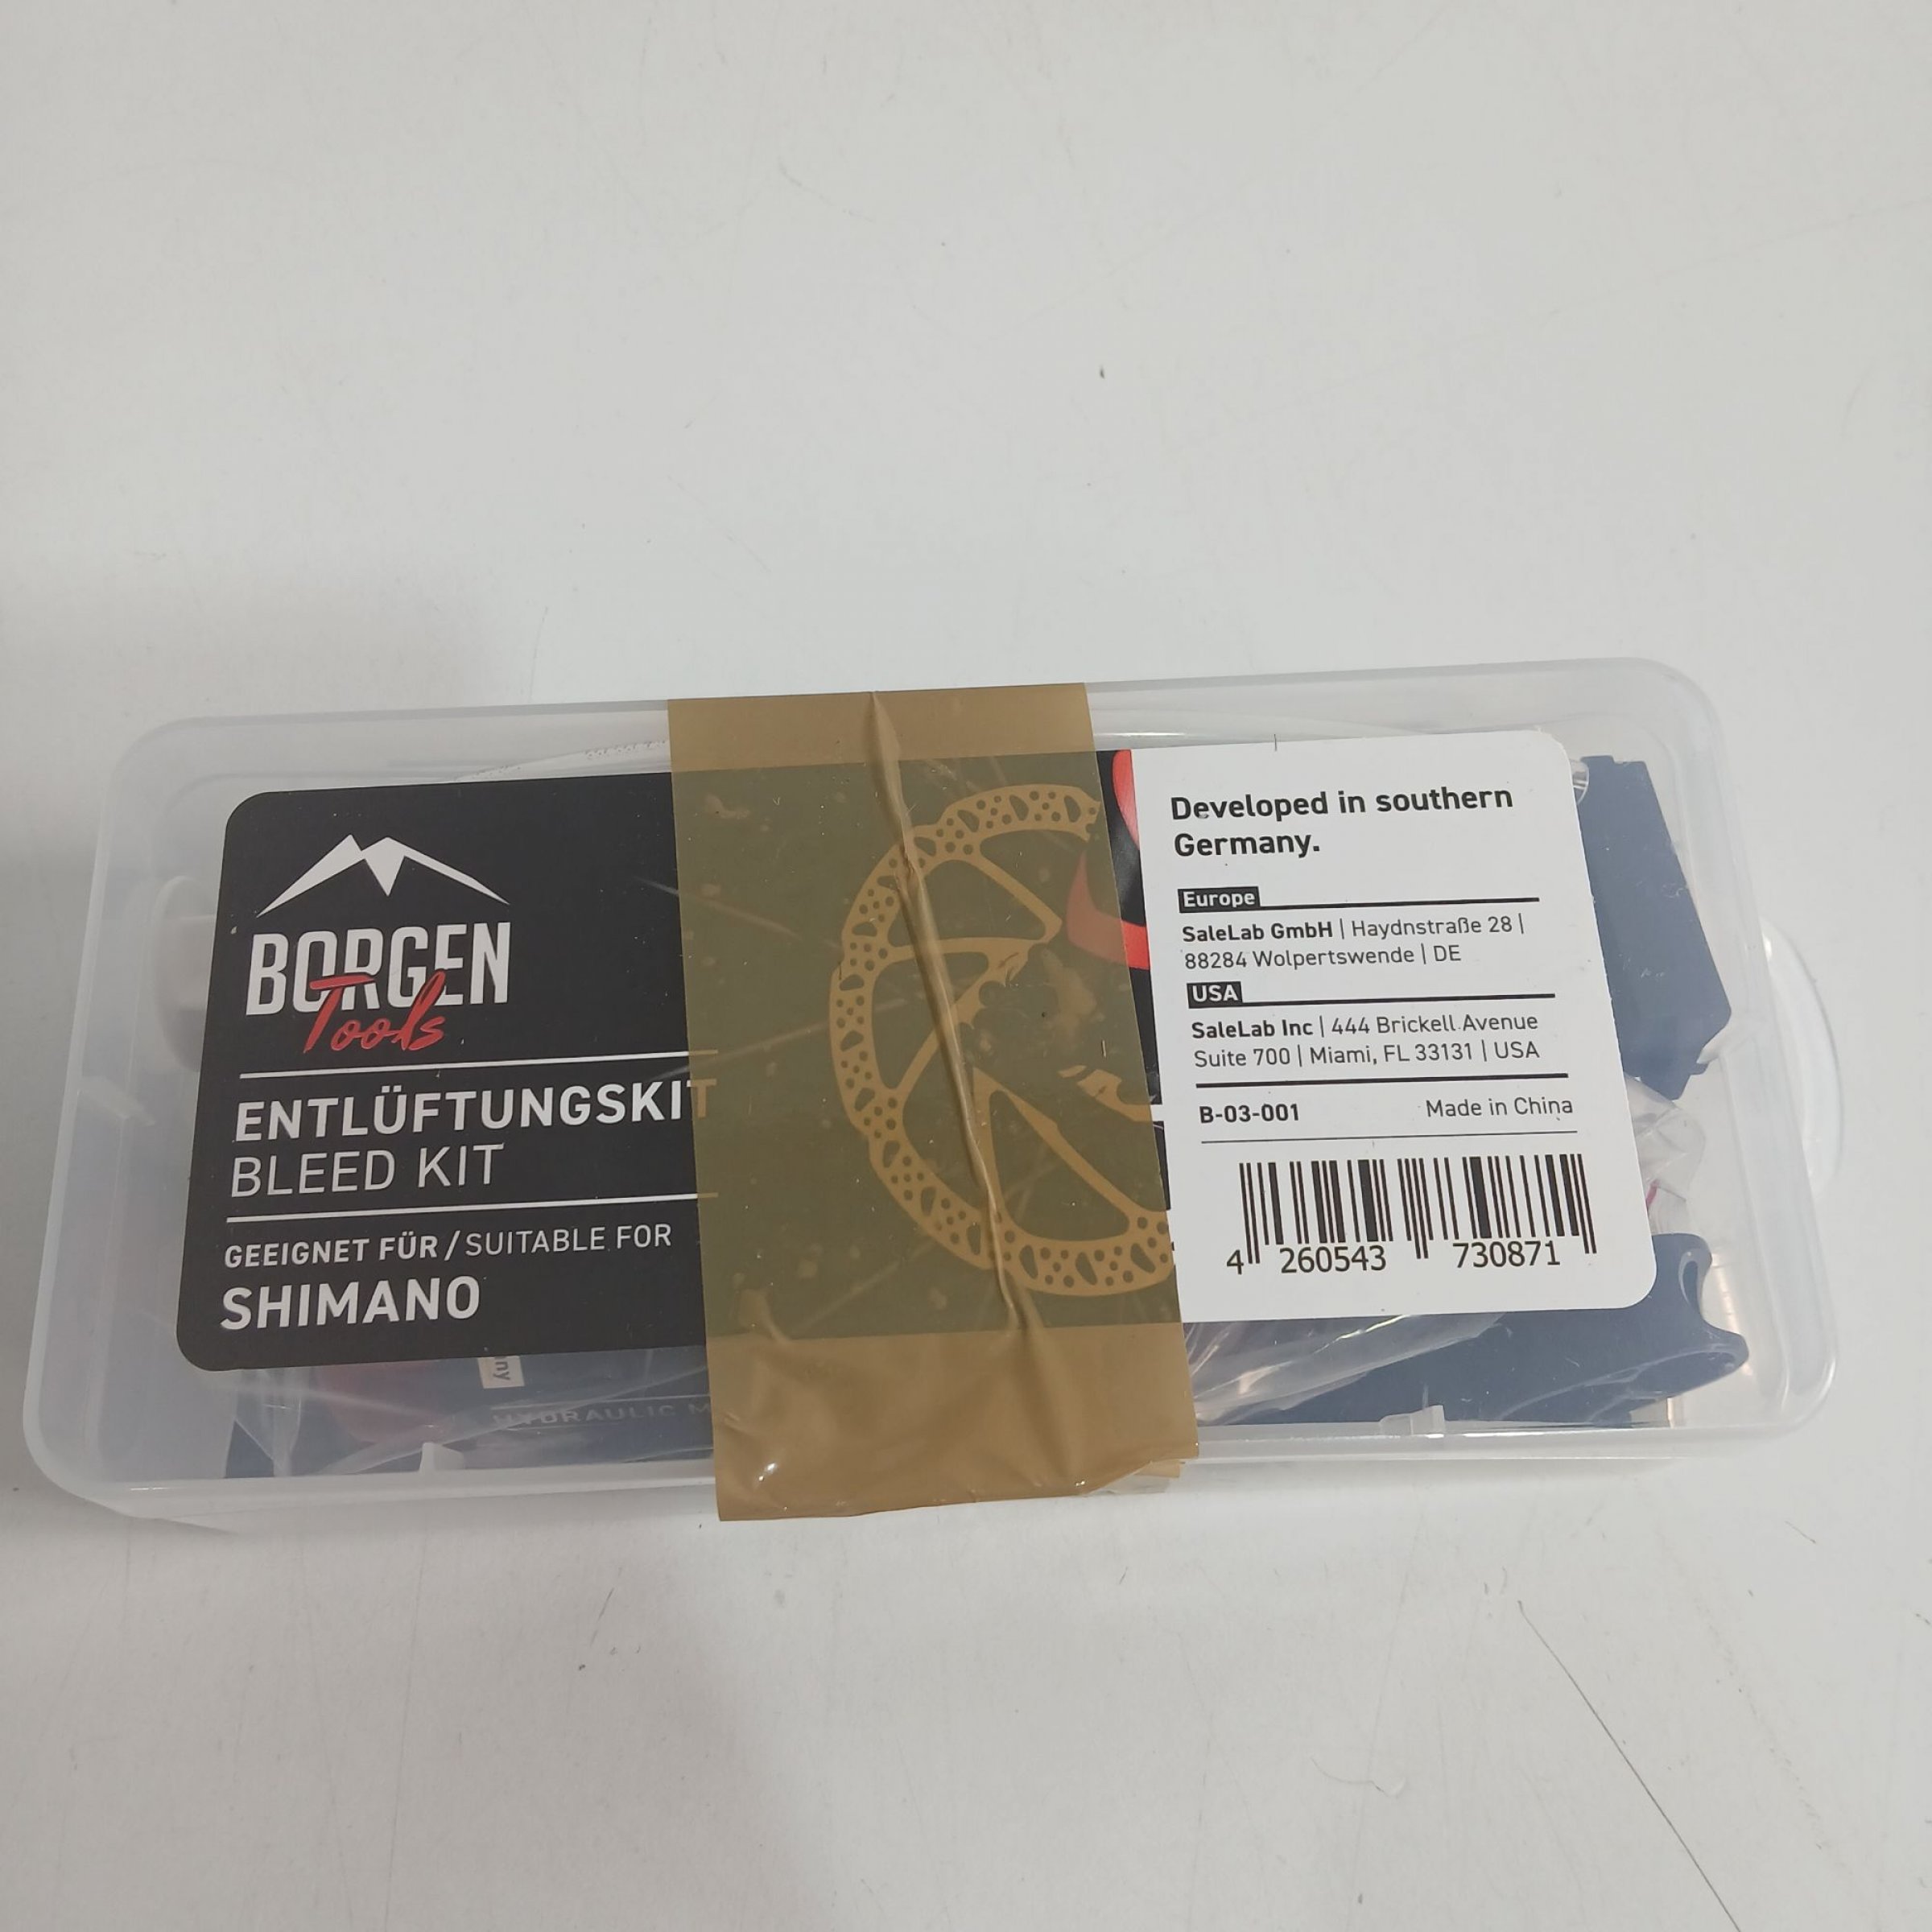 BORGEN
Tools
ENTLÜFTUNGSKIT
BLEED KIT
GEEIGNET FÜR / SUITABLE FOR
SHIMANO
ny
HYDRAULIC M
Developed in southern
Germany.
Europe
SaleLab GmbH | Haydnstraße 28 |
88284 Wolpertswende | DE
USA
SaleLab Inc | 444 Brickell Avenue
Suite 700 | Miami, FL 33131 | USA
B-03-001 Made in China
4 260543 730871